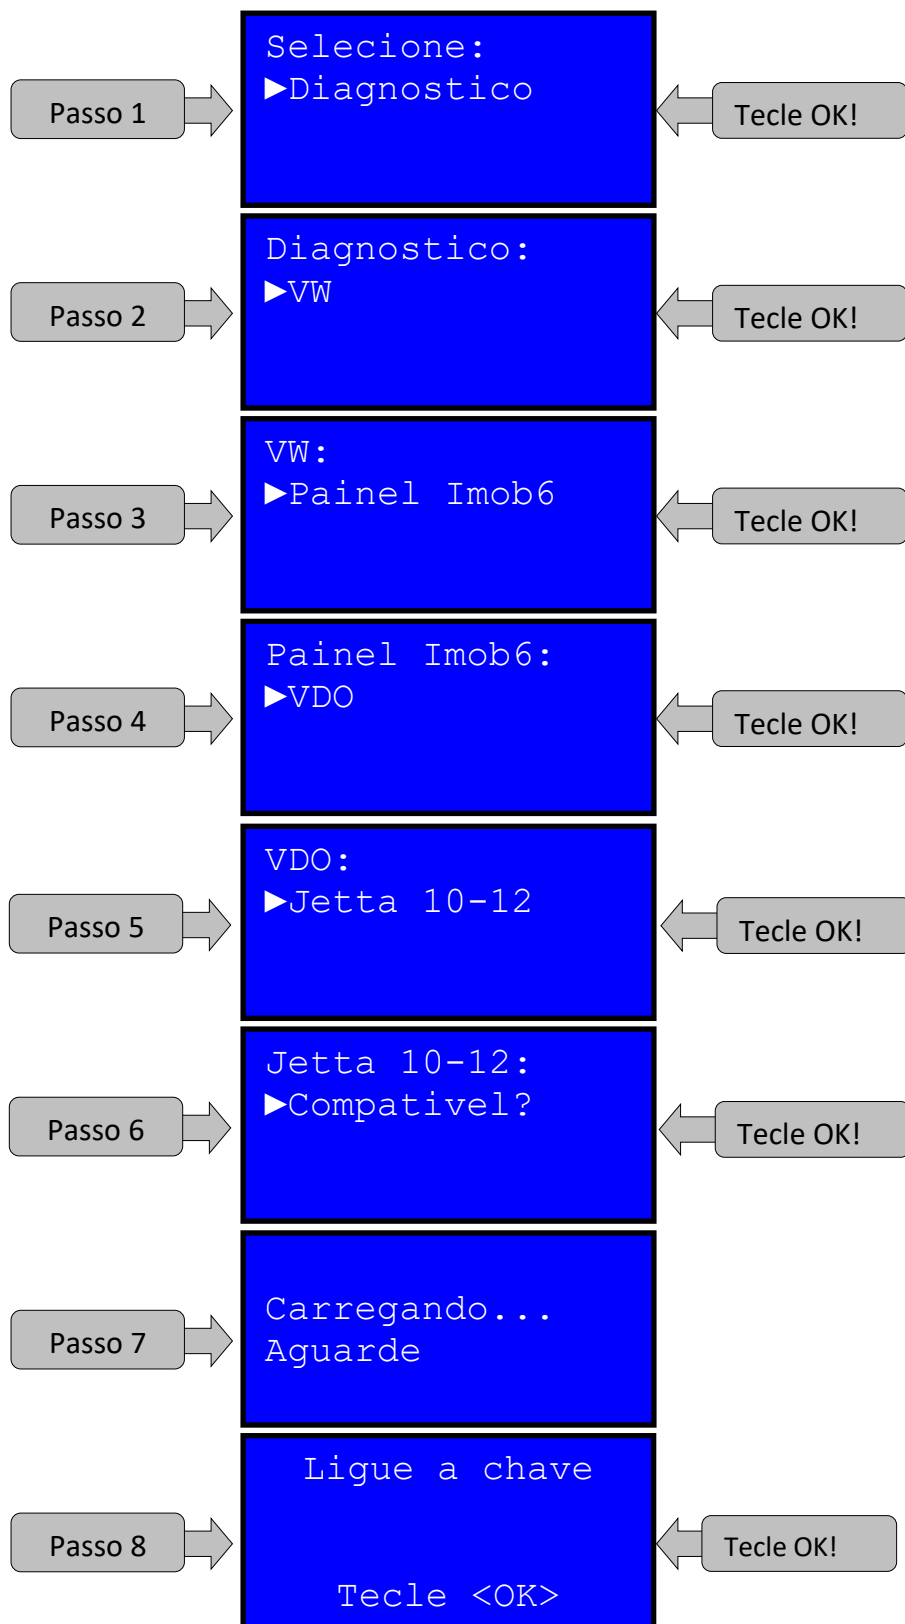 Passo 1
Selecione:
►Diagnostico
Tecle OK!
Passo 2
Diagnostico:
►VW
Tecle OK!
Passo 3
VW:
►Painel Imob6
Tecle OK!
Passo 4
Painel Imob6:
►VDO
Tecle OK!
Passo 5
VDO:
►Jetta 10-12
Tecle OK!
Passo 6
Jetta 10-12:
►Compativel?
Tecle OK!
Passo 7
Carregando...
Aguarde
Passo 8
Ligue a chave
Tecle <OK>
Tecle OK!